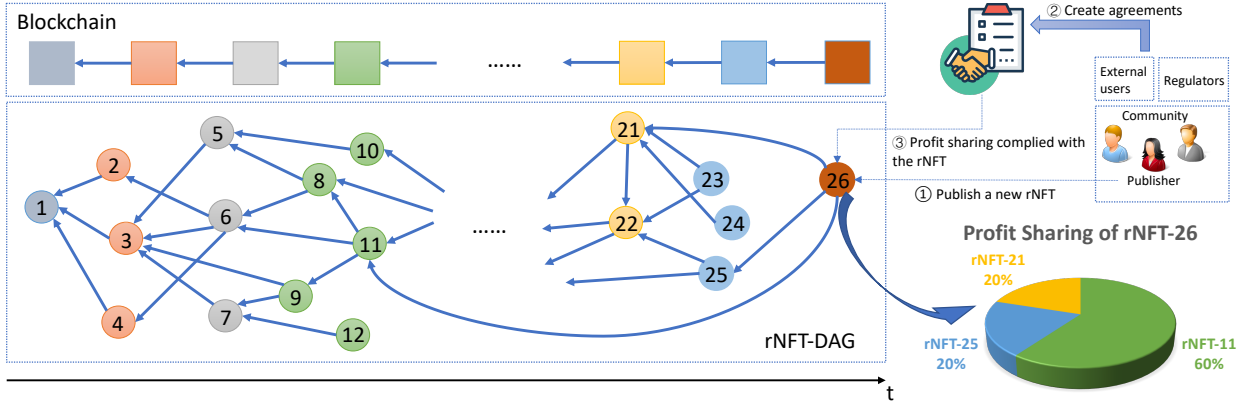 Blockchain
......
② Create agreements
External
users
Regulators
Community
Publisher
③ Profit sharing complied with
the rNFT
① Publish a new rNFT
1
2
3
4
5
6
7
8
9
10
11
12
......
21
22
23
24
25
26
rNFT-DAG
t
Profit Sharing of rNFT-26
rNFT-21
20%
rNFT-25
20%
rNFT-11
60%